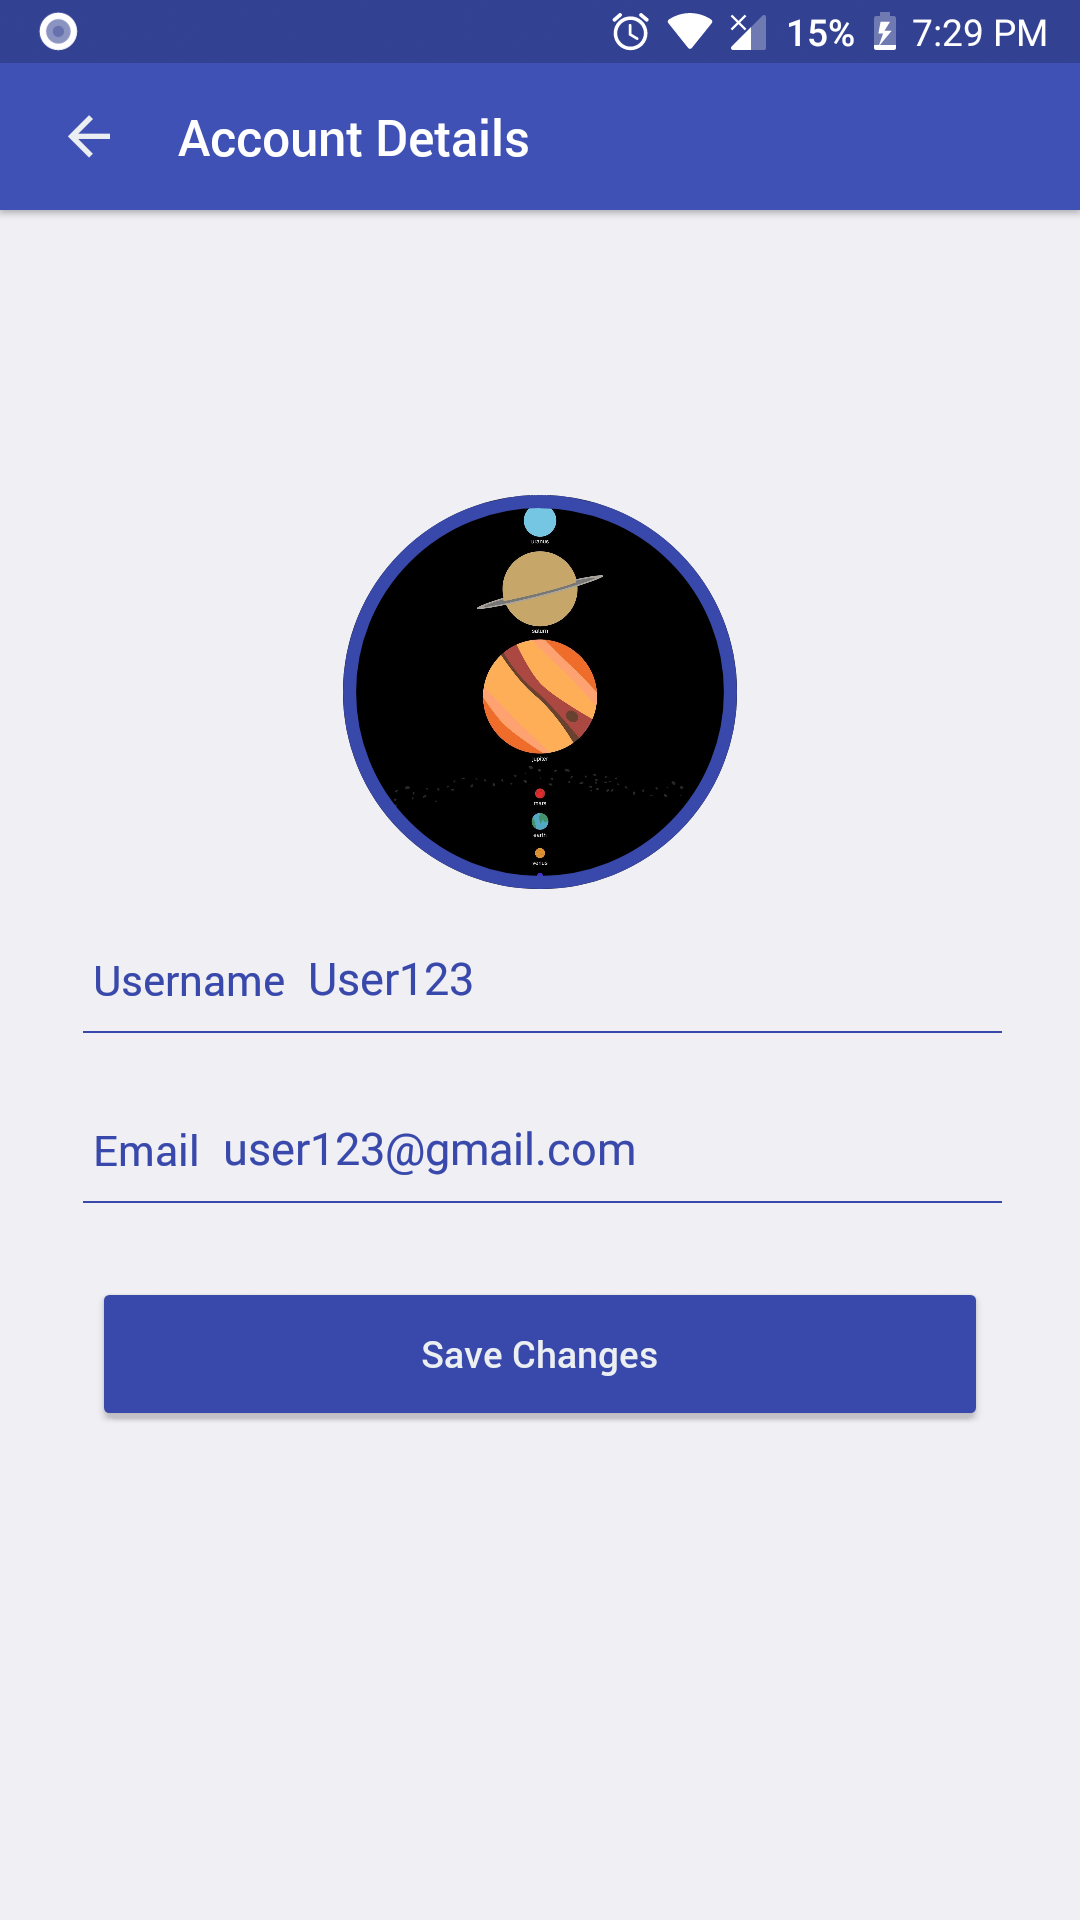 15% 7:29 PM
Account Details
uranus
saturn
jupiter
mars
earth
venus
Username User123
Email user123@gmail.com
Save Changes